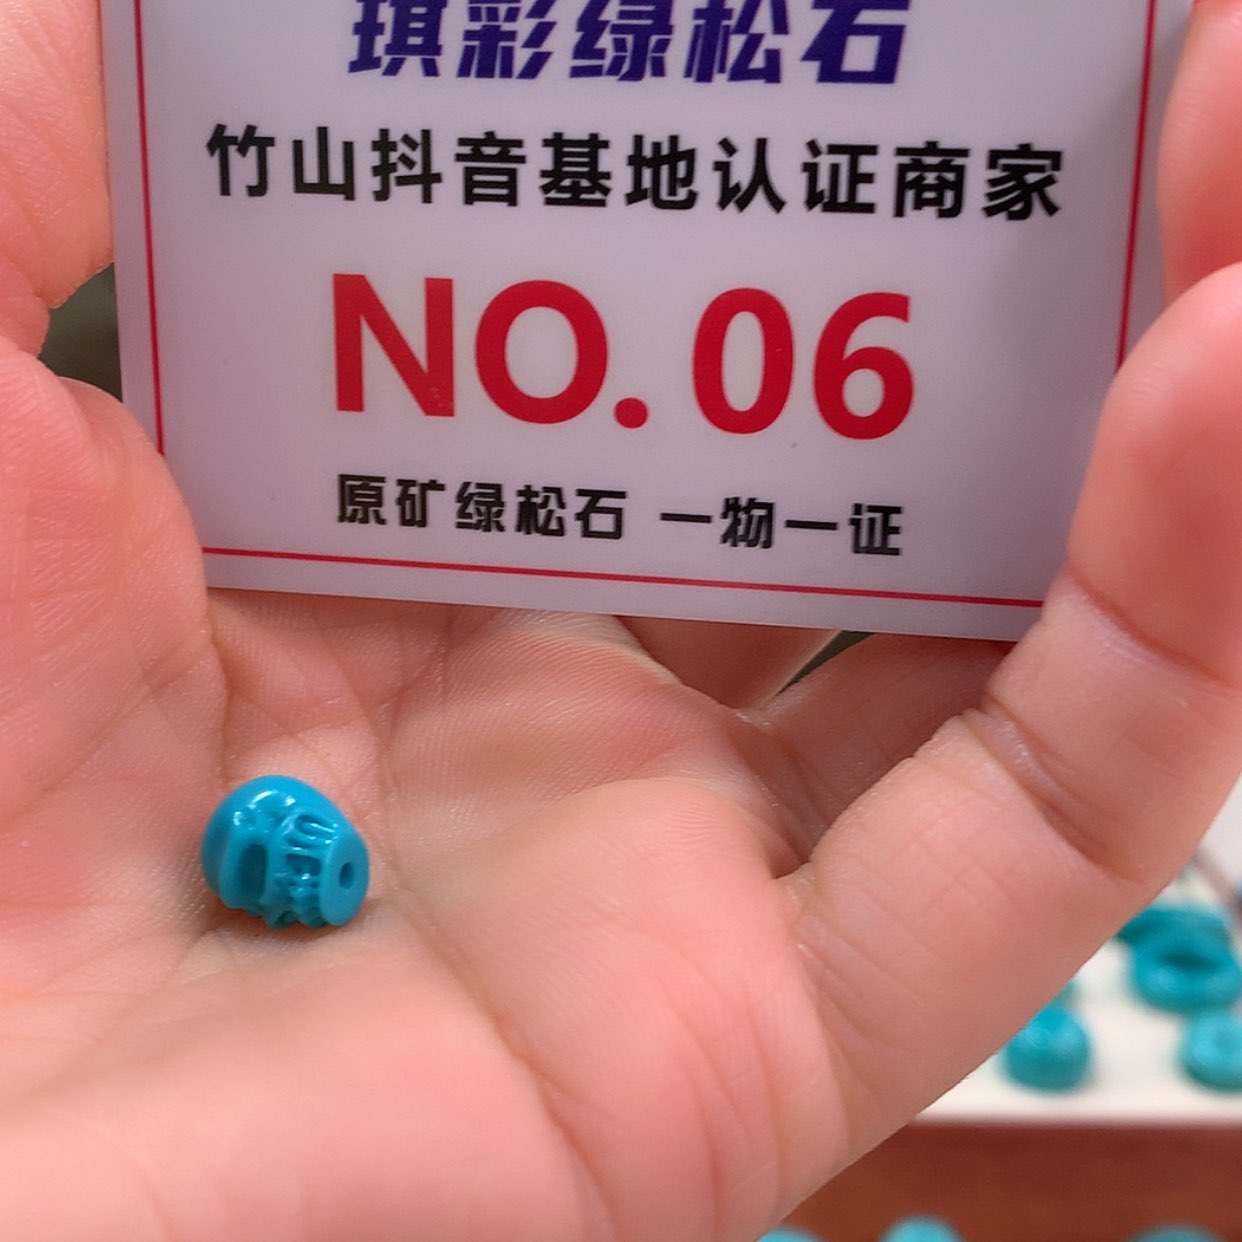 琪彩绿松石
竹山抖音基地认证商家
NO.06
原矿绿松石 一物一证